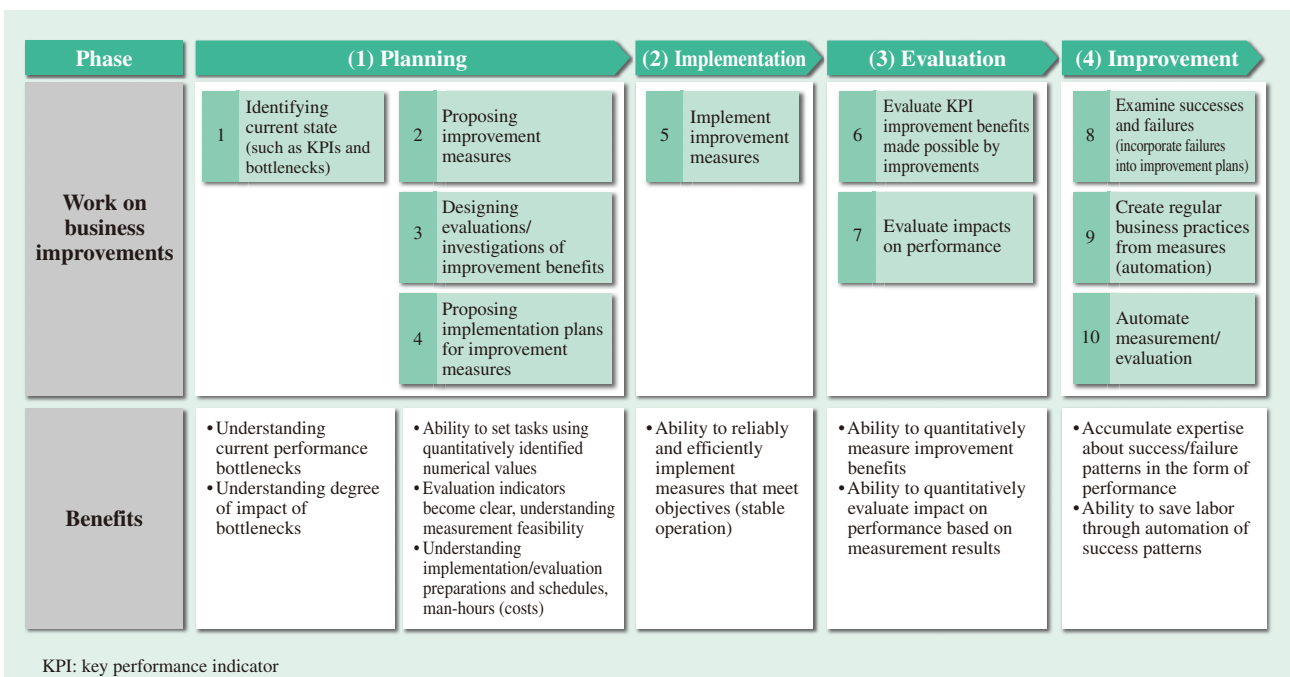 Phase
(1) Planning
(2) Implementation
(3) Evaluation
(4) Improvement
Work on
business
improvements
1
Identifying
current state
(such as KPIs and
bottlenecks)
2
Proposing
improvement
measures
3
Designing
evaluations/
investigations of
improvement benefits
4
Proposing
implementation plans
for improvement
measures
5
Implement
improvement
measures
6
Evaluate KPI
improvement benefits
made possible by
improvements
7
Evaluate impacts
on performance
8
Examine successes
and failures
(incorporate failures
into improvement plans)
9
Create regular
business practices
from measures
(automation)
10
Automate
measurement/
evaluation
Benefits
• Understanding
current performance
bottlenecks
• Understanding degree
of impact of
bottlenecks
• Ability to set tasks using
quantitatively identified
numerical values
• Evaluation indicators
become clear, understanding
measurement feasibility
• Understanding
implementation/evaluation
preparations and schedules,
man-hours (costs)
• Ability to reliably
and efficiently
implement
measures that meet
objectives (stable
operation)
• Ability to quantitatively
measure improvement
benefits
• Ability to quantitatively
evaluate impact on
performance based on
measurement results
• Accumulate expertise
about success/failure
patterns in the form of
performance
• Ability to save labor
through automation of
success patterns
KPI: key performance indicator